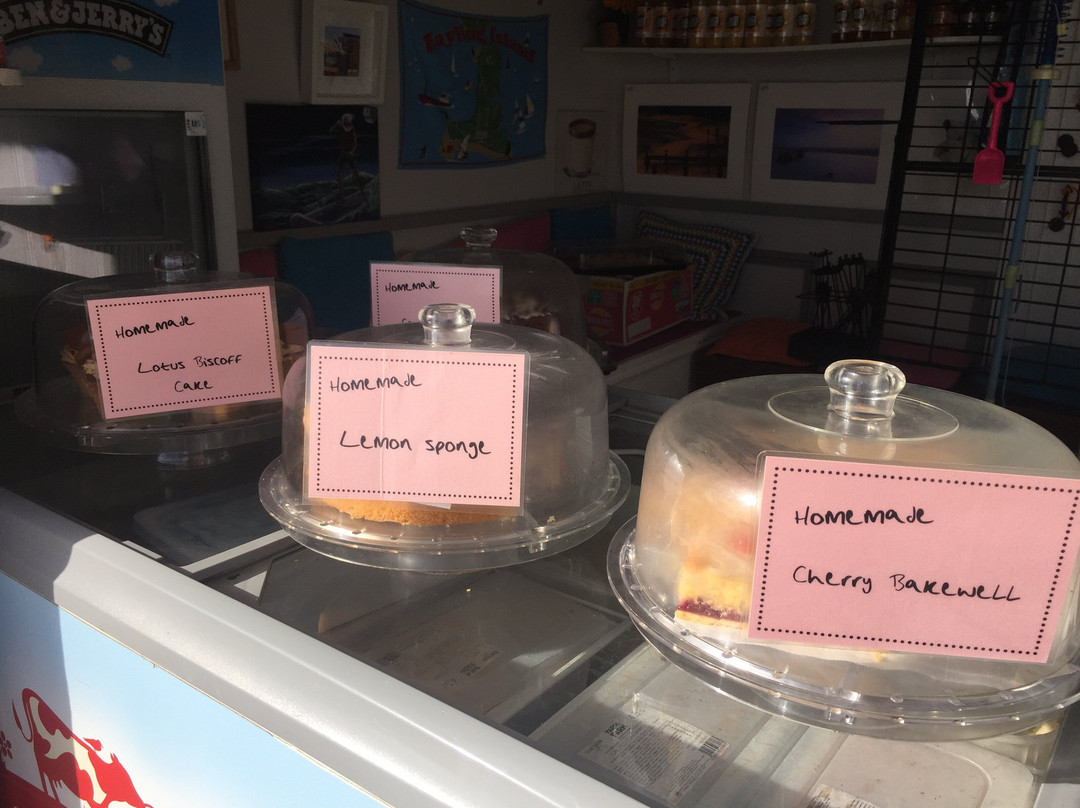 BEN & JERRY'S
Homemade
Lotus Biscoff
Cake
Homemade
Homemade
Lemon sponge
Homemade
Cherry Bakewell